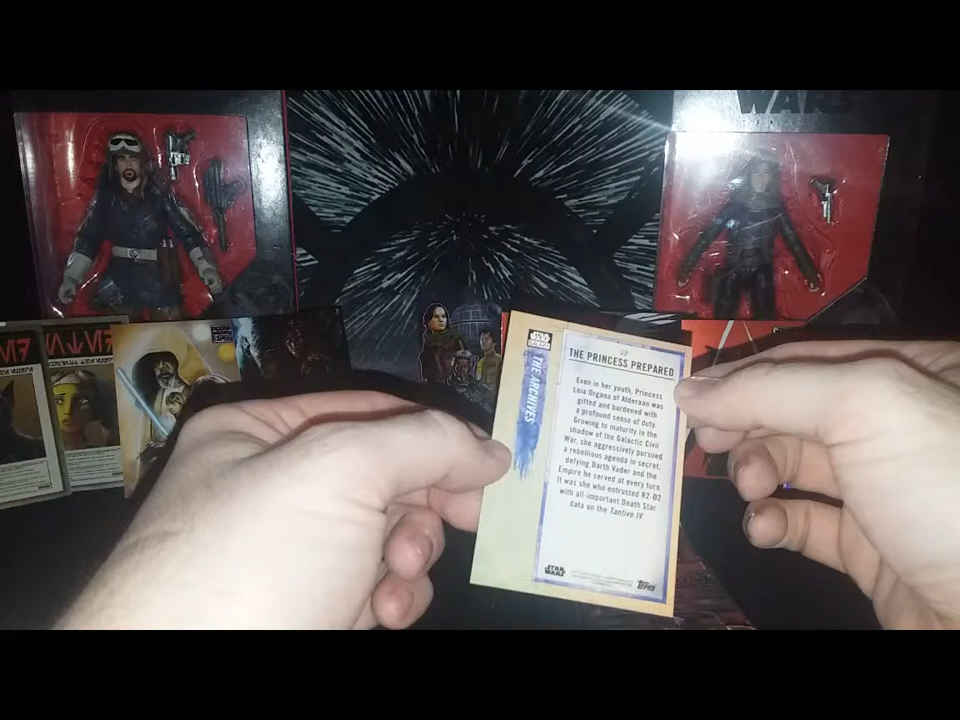 WARS
STAR
WARS
GALAXY
THE ARCHIVES
THE PRINCESS PREPARED
Even in her youth, Princess
Leia Organa of Alderaan was
gifted and burdened with
a profound sense of duty.
Growing to maturity in the
shadow of the Galactic Civil
War, she aggressively pursued
a rebellious agenda in secret,
defying Darth Vader and the
Empire he served at every turn.
It was she who entrusted R2-D2
with all-important Death Star
data on the Tantive IV
STAR
WARS
TOPPS